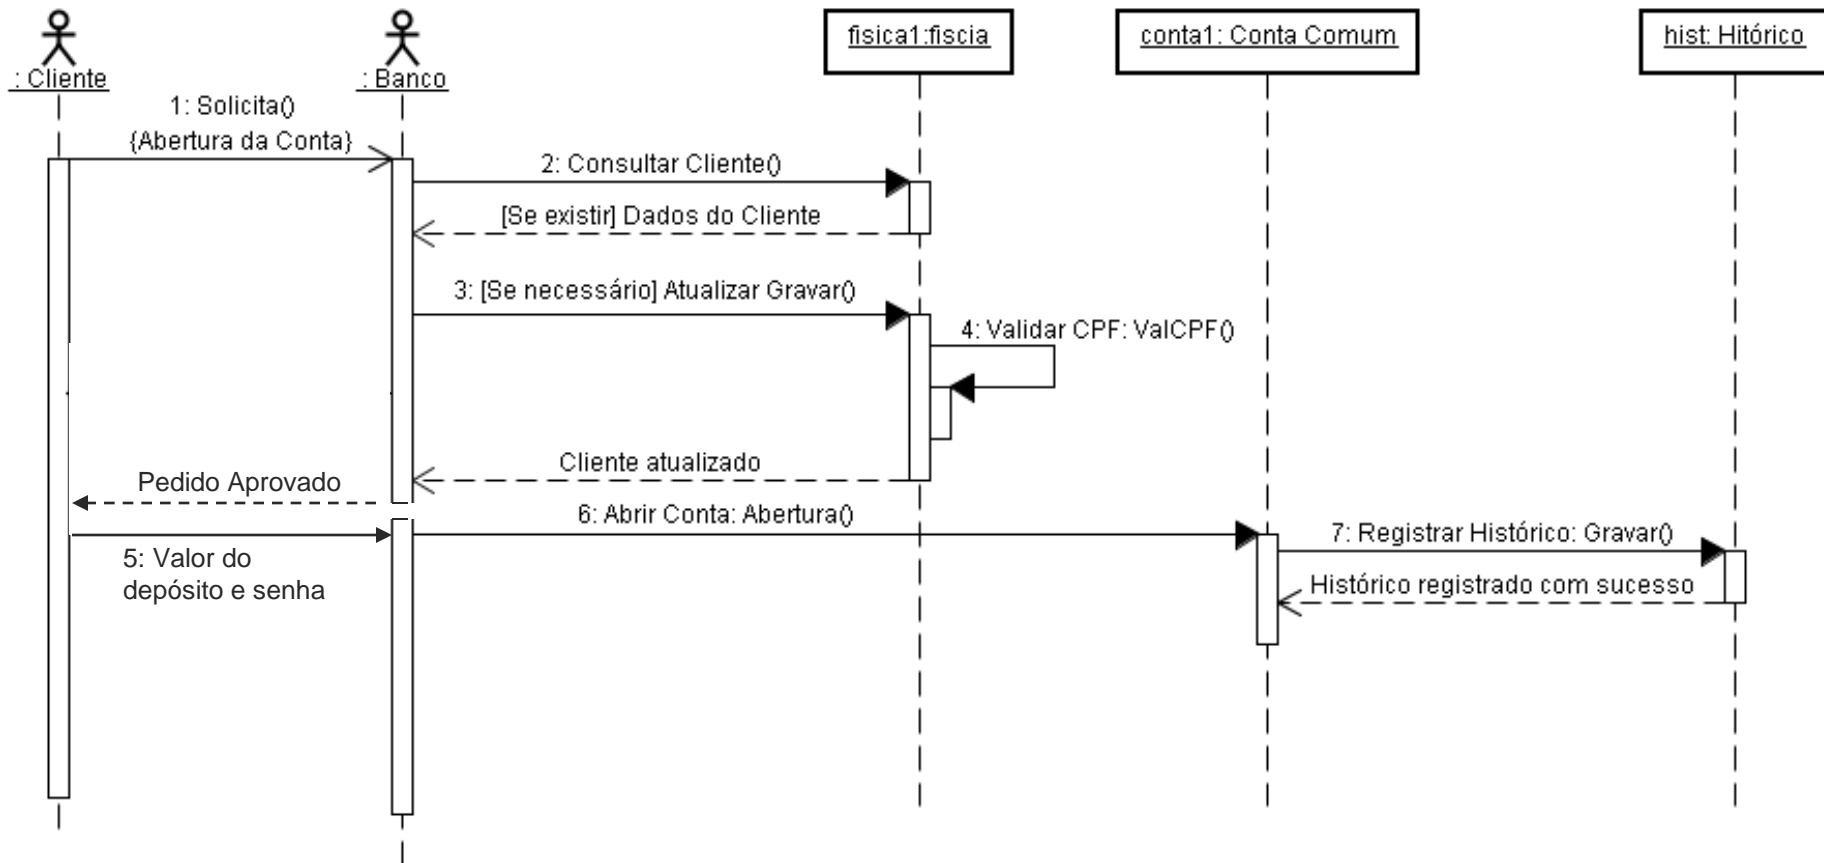 : Cliente
: Banco
fisica1:fiscia
conta1: Conta Comum
hist: Hitórico
1: Solicita()
{Abertura da Conta}
2: Consultar Cliente()
[Se existir] Dados do Cliente
3: [Se necessário] Atualizar Gravar()
4: Validar CPF: ValCPF()
Cliente atualizado
Pedido Aprovado
6: Abrir Conta: Abertura()
7: Registrar Histórico: Gravar()
5: Valor do
depósito e senha
Histórico registrado com sucesso